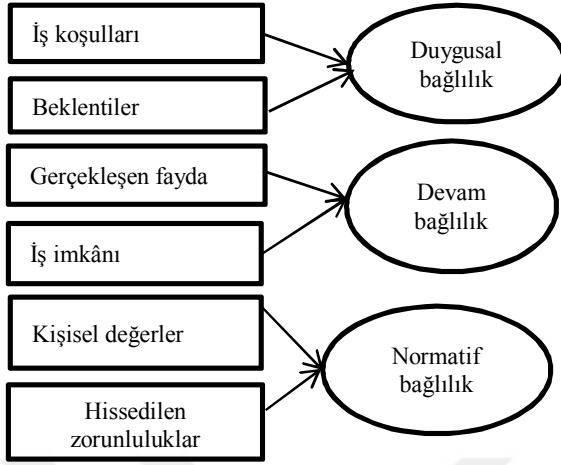 İş koşulları
Beklentiler
Duygusal
bağlılık
Gerçekleşen fayda
İş imkânı
Devam
bağlılık
Kişisel değerler
Hissedilen
zorunluluklar
Normatif
bağlılık